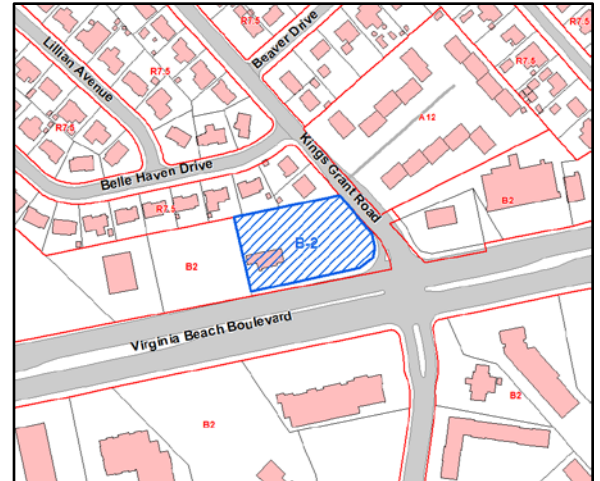 Beaver Drive
Lillian Avenue
R7.5
R7.5
R7.5
R7.5
A12
Kings Grant Road
Belle Haven Drive
R7.5
B2
B-2
B2
Virginia Beach Boulevard
B2
B2